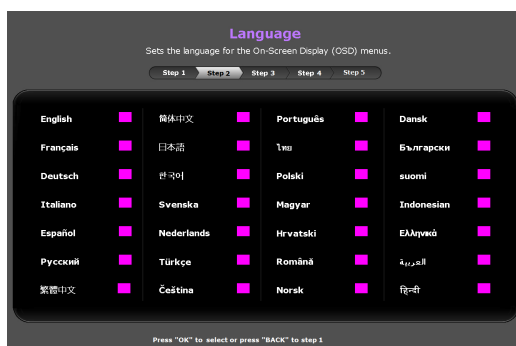 Language
Sets the language for the On-Screen Display (OSD) menus.
Step 1 Step 2 Step 3 Step 4 Step 5
English 简体中文 Português Dansk
Français 日本語 ไทย Български
Deutsch 한국어 Polski suomi
Italiano Svenska Magyar Indonesian
Español Nederlands Hrvatski Ελληνικά
Русский Türkçe Română العربية
繁體中文 Čeština Norsk हिन्दी
Press "OK" to select or press "BACK" to step 1